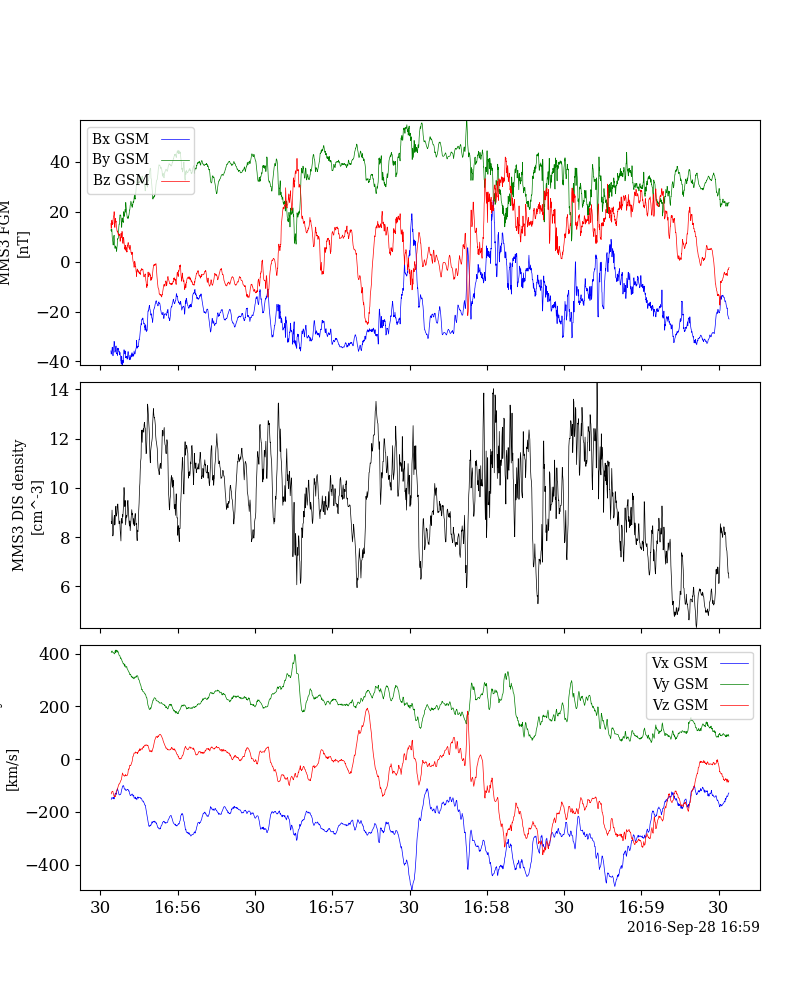 Bx GSM
By GSM
Bz GSM
MMS3 FGM
[nT]
40
20
0
−20
−40
MMS3 DIS density
[cm^-3]
14
12
10
8
6
Vx GSM
Vy GSM
Vz GSM
[km/s]
400
200
0
−200
−400
30
16:56
30
16:57
30
16:58
30
16:59
30
2016-Sep-28 16:59